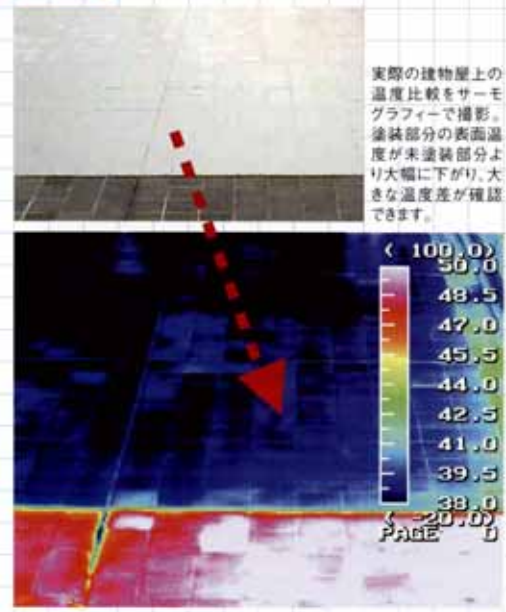 実際の建物屋上の
温度比較をサーモ
グラフィーで撮影。
塗装部分の表面温
度が未塗装部分よ
り大幅に下がり、大
きな温度差が確認
できます。
< 100.0>
50.0
48.5
47.0
45.5
44.0
42.5
41.0
39.5
38.0
< -20.0>
PAGE 0